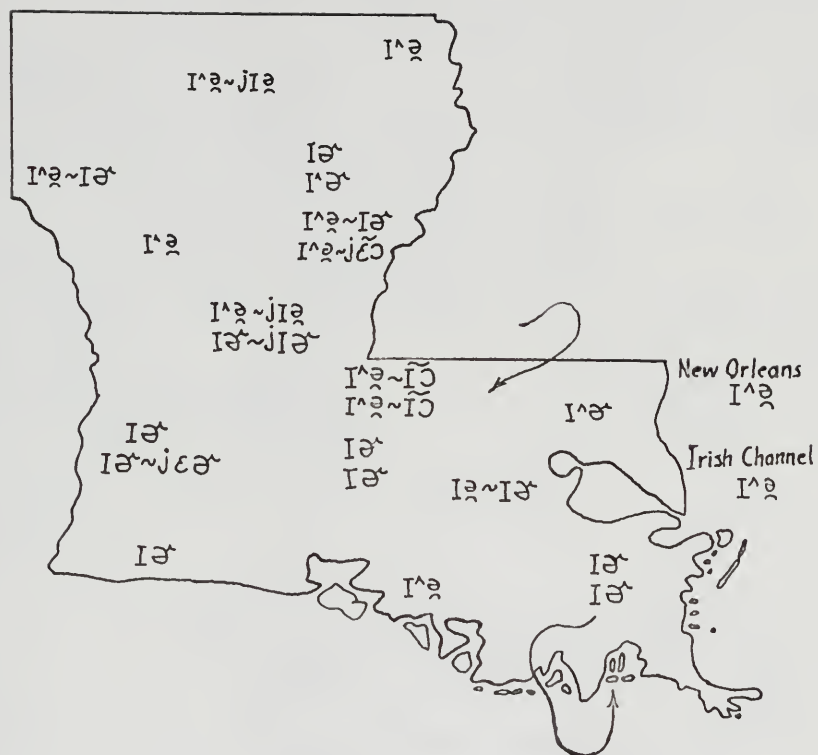 ɪ˄ə̯
ɪ˄ə̯~jɪə̯
ɪɚ
ɪ˄ɚ
ɪ˄ə̯~ɪɚ
ɪ˄ə̯~ɪɚ
ɪ˄ə̯~jɛ͠ɔ
ɪ˄ə̯
ɪ˄ə̯~jɪə̯
ɪɚ~jɪɚ
ɪ˄ə̯~ɪ͠ɔ
ɪ˄ə̯~ɪ͠ɔ
New Orleans
ɪ˄ə̯
ɪ˄ɚ
ɪɚ
ɪɚ~jɛɚ
ɪɚ
ɪɚ
Irish Channel
ɪ˄ə̯
ɪə̯~ɪɚ
ɪɚ
ɪ˄ə̯
ɪɚ
ɪɚ